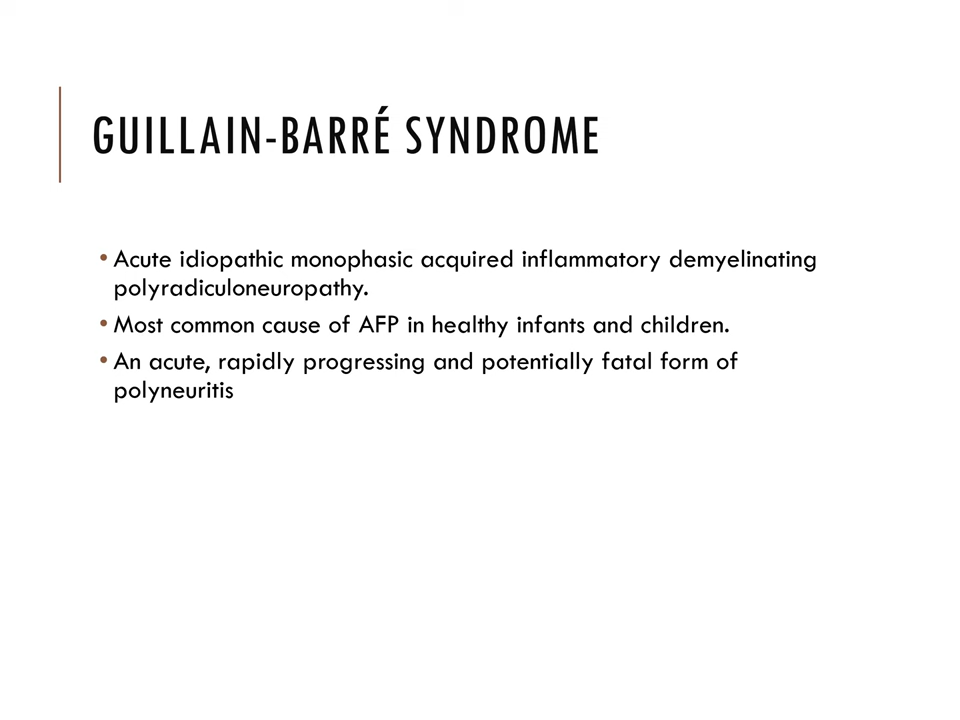 GUILLAIN-BARRÉ SYNDROME
• Acute idiopathic monophasic acquired inflammatory demyelinating
polyradiculoneuropathy.
• Most common cause of AFP in healthy infants and children.
• An acute, rapidly progressing and potentially fatal form of
polyneuritis